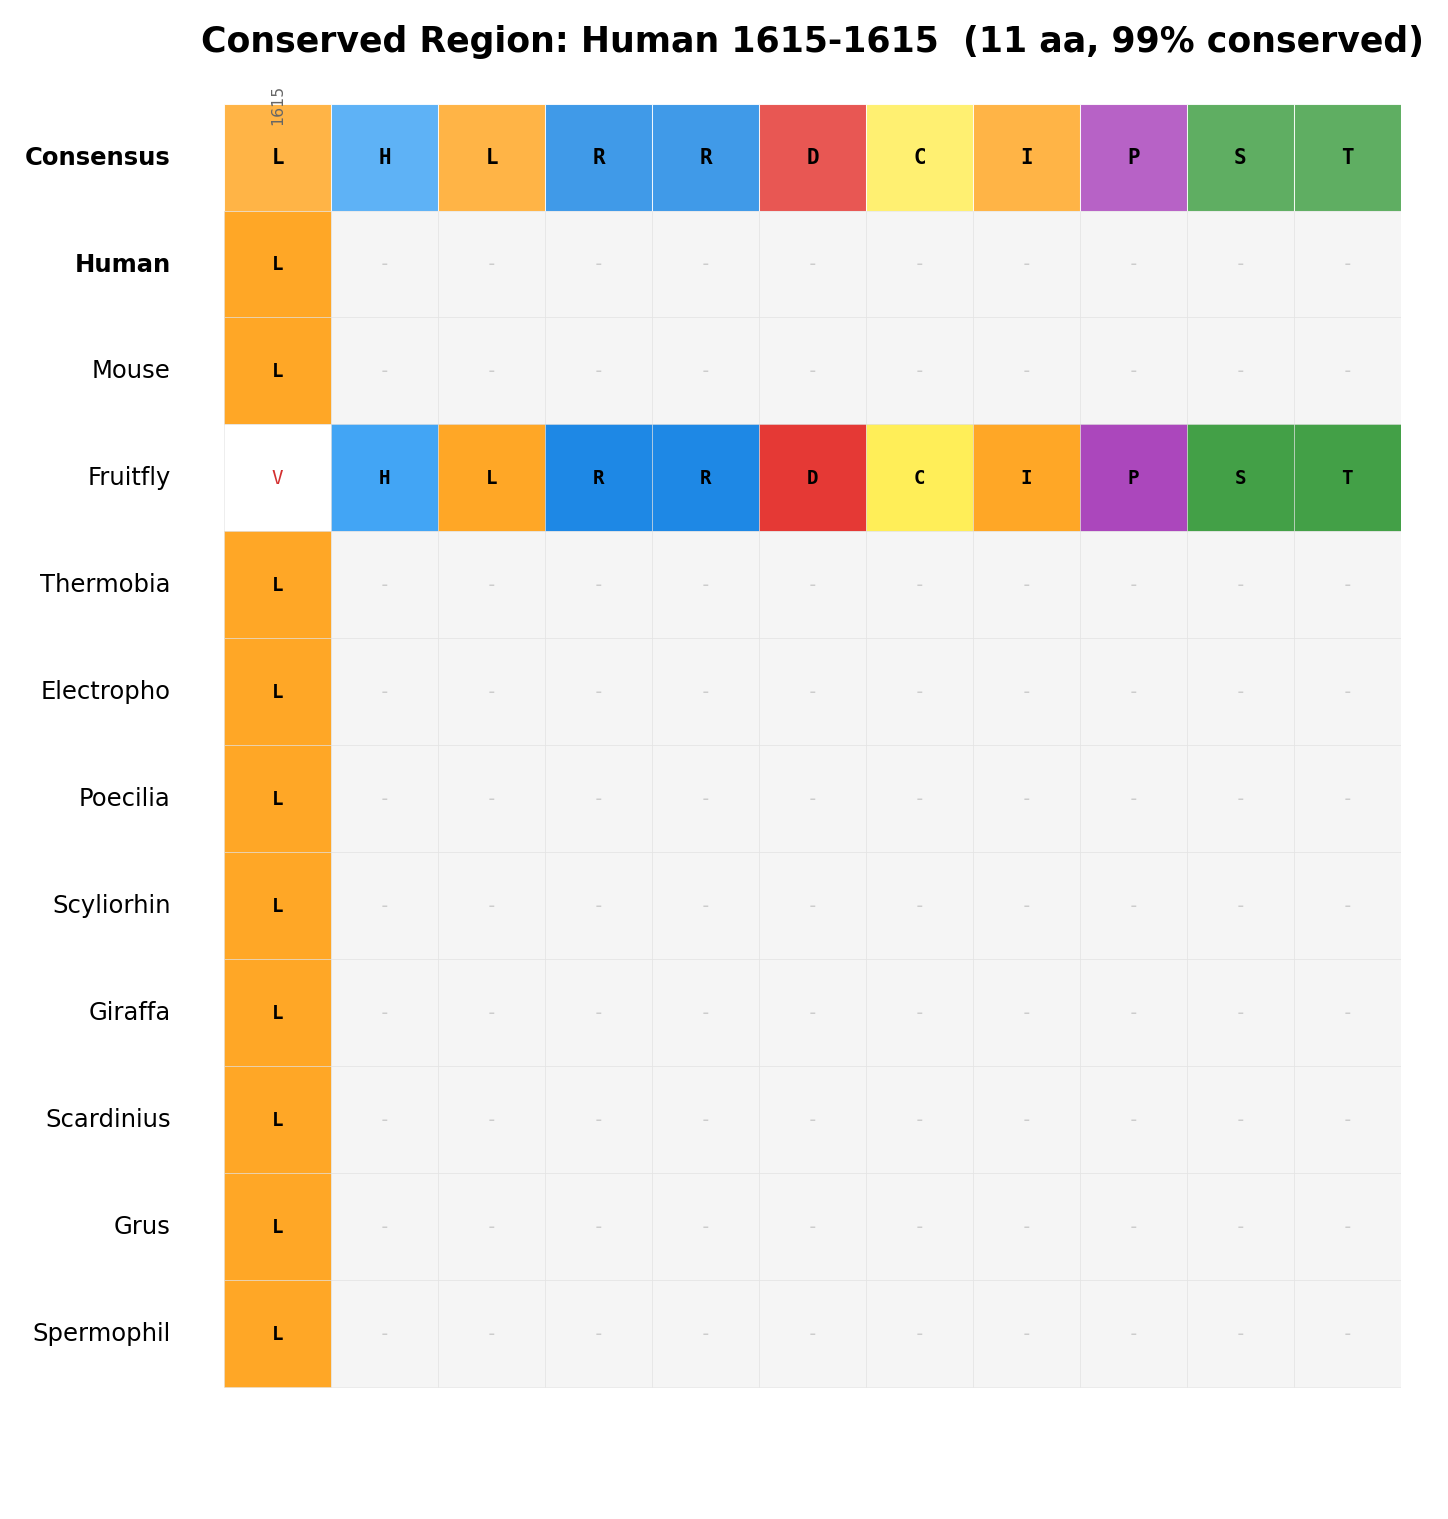 Conserved Region: Human 1615-1615 (11 aa, 99% conserved)
1615
Consensus L H L R R D C I P S T
Human L - - - - - - - - - -
Mouse L - - - - - - - - - -
Fruitfly V H L R R D C I P S T
Thermobia L - - - - - - - - - -
Electropho L - - - - - - - - - -
Poecilia L - - - - - - - - - -
Scyliorhin L - - - - - - - - - -
Giraffa L - - - - - - - - - -
Scardinius L - - - - - - - - - -
Grus L - - - - - - - - - -
Spermophil L - - - - - - - - - -